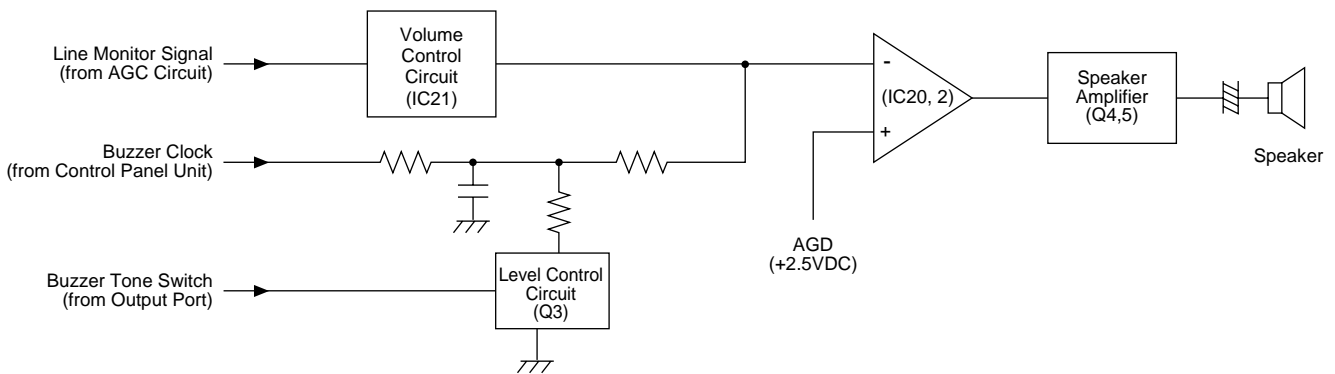 Line Monitor Signal
(from AGC Circuit)
Volume
Control
Circuit
(IC21)
-
(IC20, 2)
+
Speaker
Amplifier
(Q4,5)
Speaker
Buzzer Clock
(from Control Panel Unit)
AGD
(+2.5VDC)
Buzzer Tone Switch
(from Output Port)
Level Control
Circuit
(Q3)